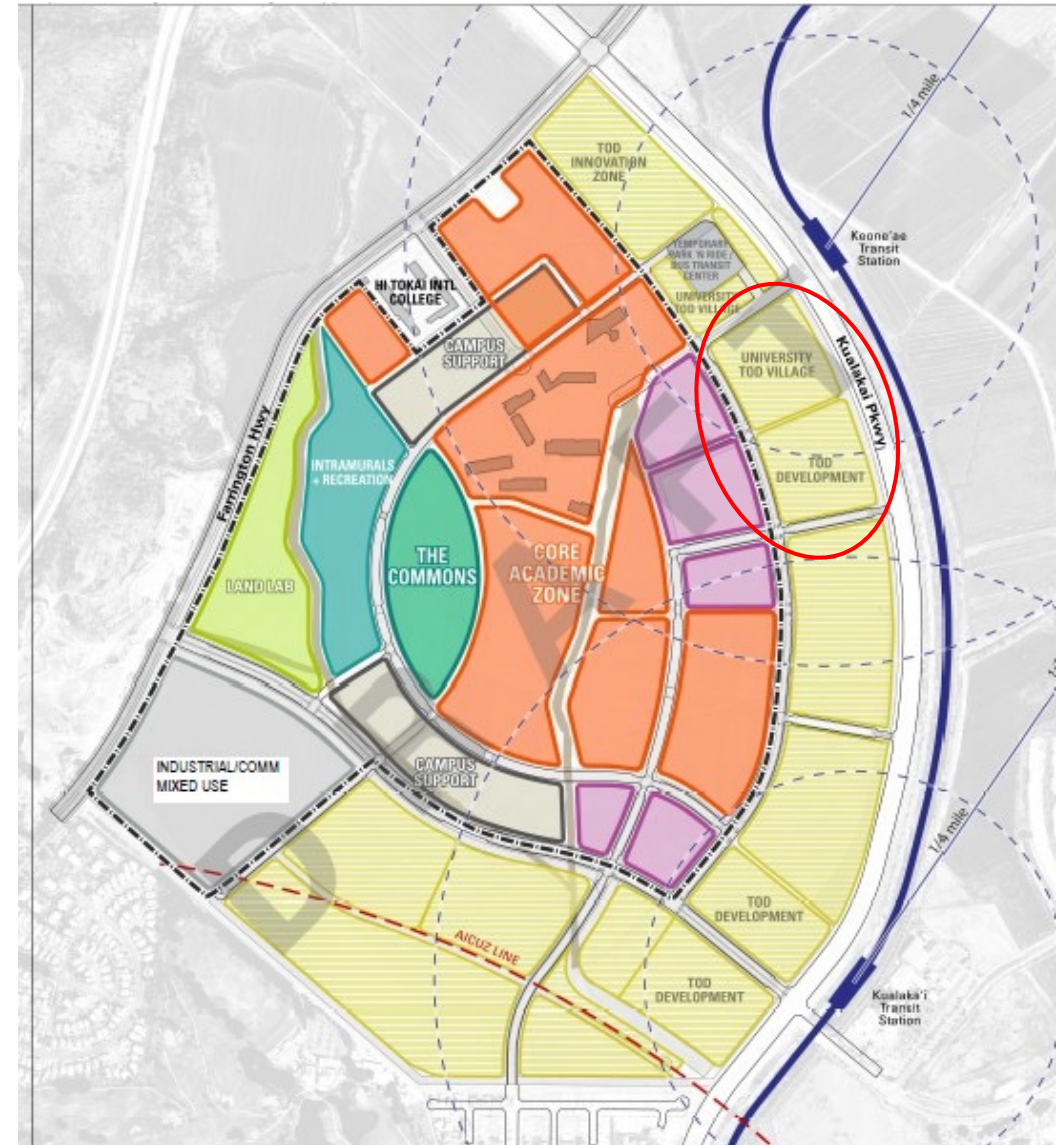 TOD
INNOVATION
ZONE
1/4 mile
Keone'ae
Transit
Station
TEMPORARY
PARK 'N RIDE /
BUS TRANSIT
CENTER
UNIVERSITY
TOD VILLAGE
HI TOKAI INTL
COLLEGE
CAMPUS
SUPPORT
UNIVERSITY
TOD VILLAGE
Kualakai Pkwy
TOD
DEVELOPMENT
Farrington Hwy
INTRAMURALS
+ RECREATION
THE
COMMONS
CORE
ACADEMIC
ZONE
LAND LAB
INDUSTRIAL/COMM
MIXED USE
CAMPUS
SUPPORT
1/4 mile
TOD
DEVELOPMENT
AICUZ LINE
TOD
DEVELOPMENT
Kualaka'i
Transit
Station
DRAFT